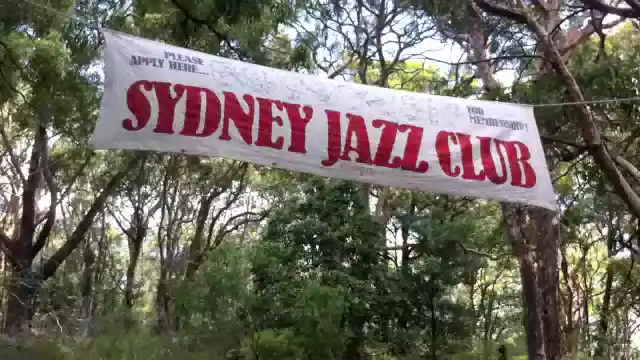 PLEASE
APPLY HERE...
FOR
MEMBERSHIP!
SYDNEY JAZZ CLUB